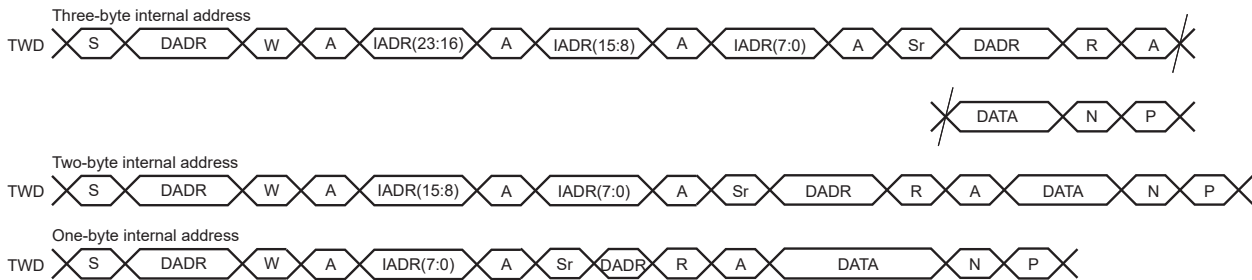 Three-byte internal address
TWD S DADR W A IADR(23:16) A IADR(15:8) A IADR(7:0) A Sr DADR R A
DATA N P
Two-byte internal address
TWD S DADR W A IADR(15:8) A IADR(7:0) A Sr DADR R A DATA N P
One-byte internal address
TWD S DADR W A IADR(7:0) A Sr DADR R A DATA N P